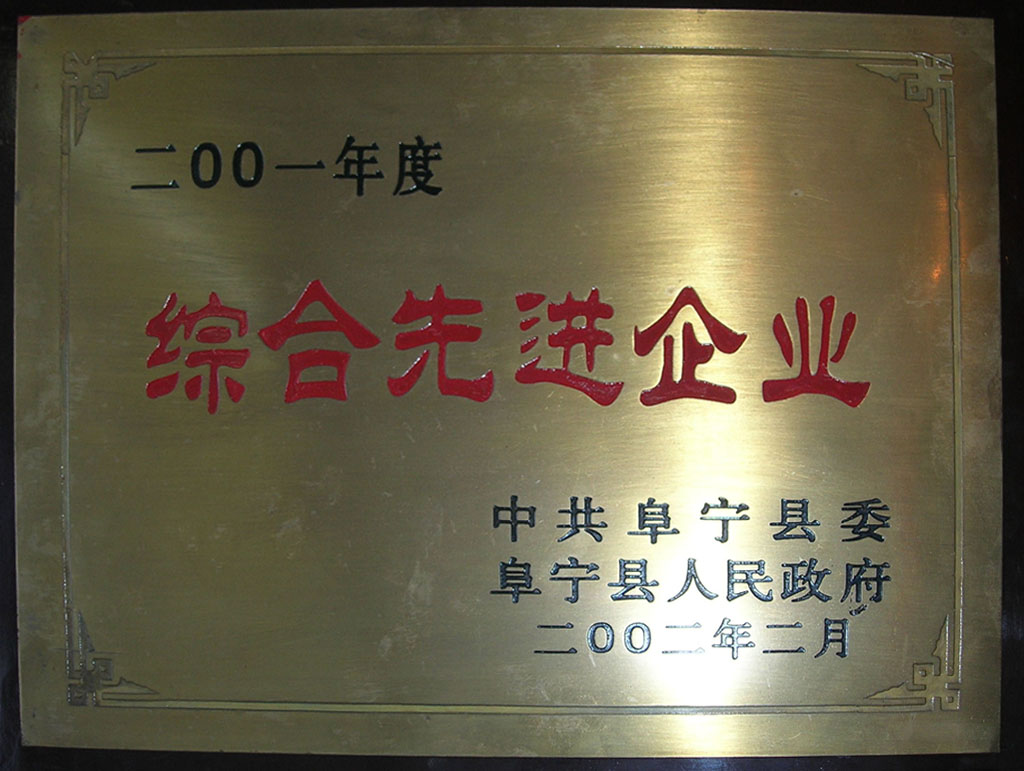 二00一年度
综合先进企业
中共阜宁县委
阜宁县人民政府
二00二年二月